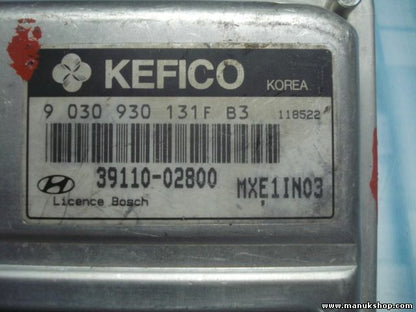 KEFICO KOREA
9 030 930 131F B3 118522
39110-02800 MXE1IN03
Licence Bosch
www.manukshop.com